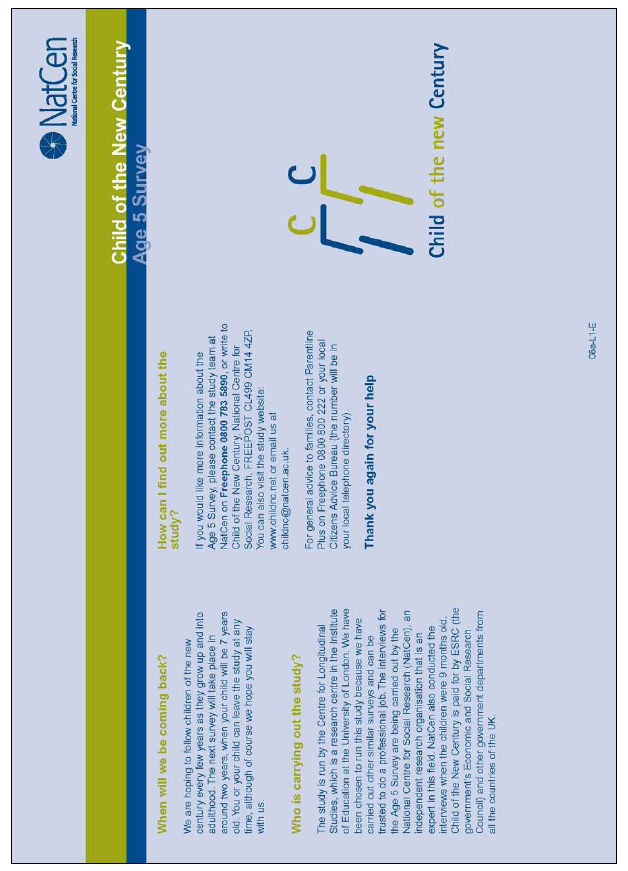 When will we be coming back?
We are hoping to follow children of the new
century every few years as they grow up and into
adulthood. The next survey will take place in
around two years, when your child will be 7 years
old. You or your child can leave the study at any
time, although of course we hope you will stay
with us.
Who is carrying out the study?
The study is run by the Centre for Longitudinal
Studies, which is a research centre in the Institute
of Education at the University of London. We have
been chosen to run this study because we have
carried out other similar surveys and can be
trusted to do a professional job. The interviews for
the Age 5 Survey are being carried out by the
National Centre for Social Research (NatCen), an
independent research organisation that is an
expert in this field. NatCen also conducted the
interviews when the children were 9 months old.
Child of the New Century is paid for by ESRC (the
government's Economic and Social Research
Council) and other government departments from
all the countries of the UK.
How can I find out more about the
study?
If you would like more information about the
Age 5 Survey, please contact the study team at
NatCen on Freephone 0800 783 5890, or write to
Child of the New Century, National Centre for
Social Research, FREEPOST CL499 CM14 4ZP.
You can also visit the study website:
www.childnc.net or email us at
childnc@natcen.ac.uk.
For general advice to families, contact Parentline
Plus on Freephone 0800 800 222 or your local
Citizens Advice Bureau (the number will be in
your local telephone directory).
Thank you again for your help
C6a-L1-E
NatCen
National Centre for Social Research
Child of the New Century
Age 5 Survey
C C
Child of the new Century